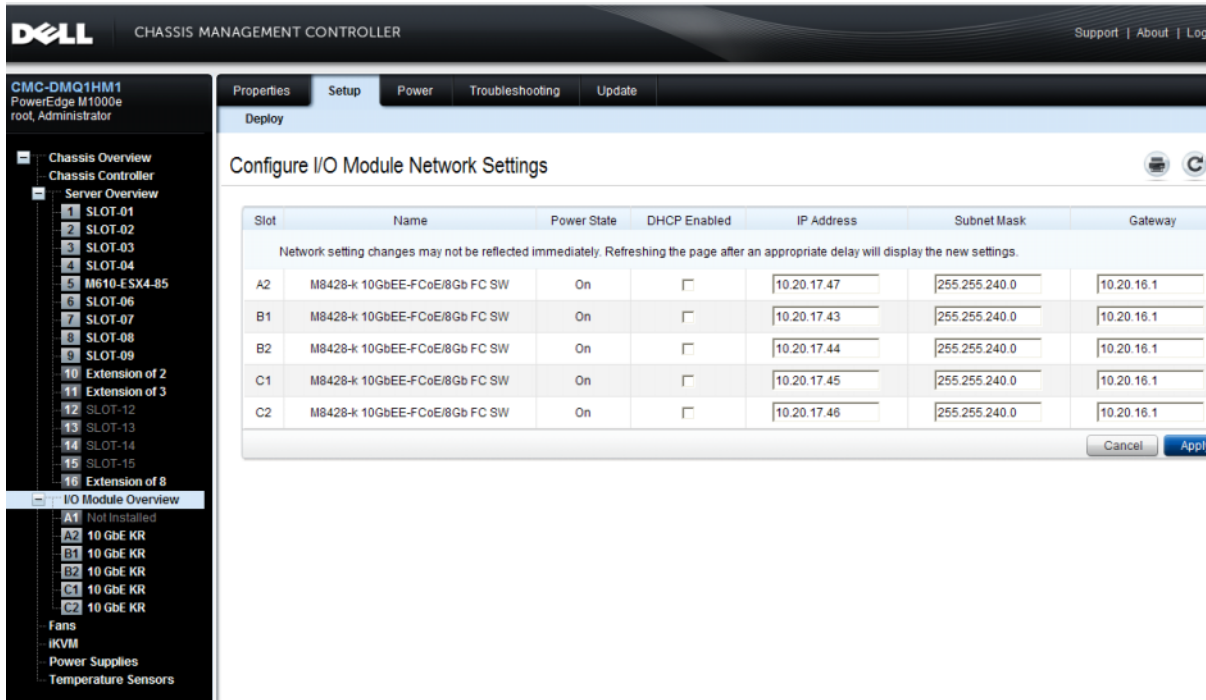 DELL CHASSIS MANAGEMENT CONTROLLER Support | About | Log
CMC-DMQ1HM1
PowerEdge M1000e
root, Administrator
Properties Setup Power Troubleshooting Update
Deploy
Chassis Overview
Chassis Controller
Server Overview
1 SLOT-01
2 SLOT-02
3 SLOT-03
4 SLOT-04
5 M610-ESX4-85
6 SLOT-06
7 SLOT-07
8 SLOT-08
9 SLOT-09
10 Extension of 2
11 Extension of 3
12 SLOT-12
13 SLOT-13
14 SLOT-14
15 SLOT-15
16 Extension of 8
I/O Module Overview
A1 Not Installed
A2 10 GbE KR
B1 10 GbE KR
B2 10 GbE KR
C1 10 GbE KR
C2 10 GbE KR
Fans
iKVM
Power Supplies
Temperature Sensors
Configure I/O Module Network Settings
Slot Name Power State DHCP Enabled IP Address Subnet Mask Gateway
Network setting changes may not be reflected immediately. Refreshing the page after an appropriate delay will display the new settings.
A2 M8428-k 10GbEE-FCoE/8Gb FC SW On 10.20.17.47 255.255.240.0 10.20.16.1
B1 M8428-k 10GbEE-FCoE/8Gb FC SW On 10.20.17.43 255.255.240.0 10.20.16.1
B2 M8428-k 10GbEE-FCoE/8Gb FC SW On 10.20.17.44 255.255.240.0 10.20.16.1
C1 M8428-k 10GbEE-FCoE/8Gb FC SW On 10.20.17.45 255.255.240.0 10.20.16.1
C2 M8428-k 10GbEE-FCoE/8Gb FC SW On 10.20.17.46 255.255.240.0 10.20.16.1
Cancel Apply